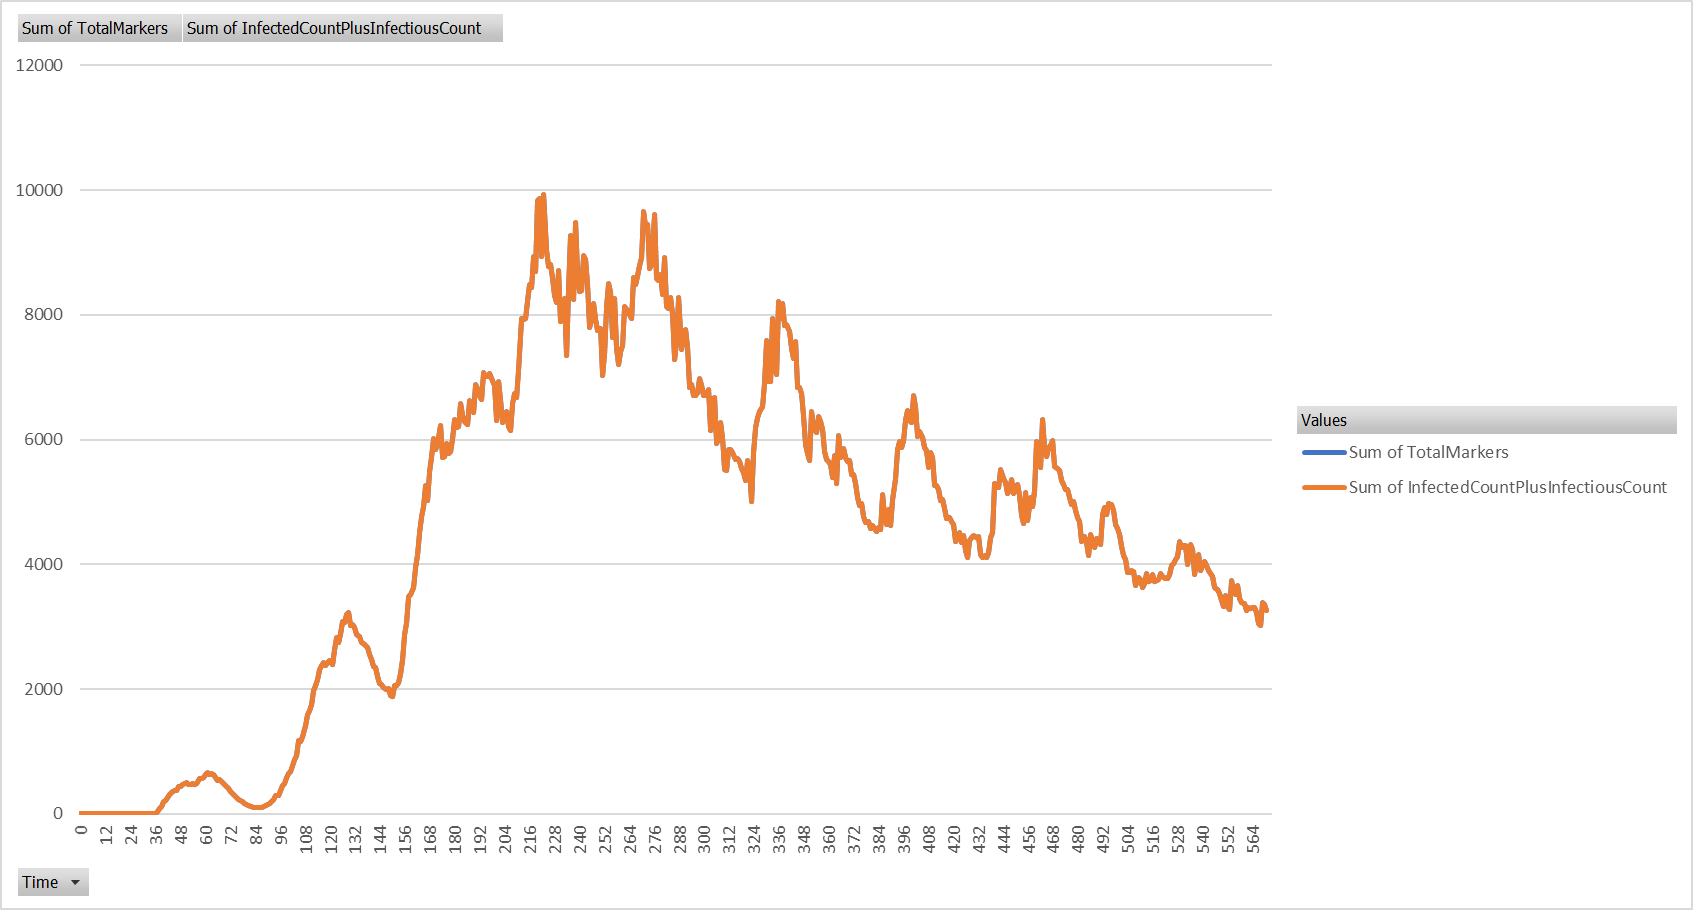 Sum of TotalMarkers Sum of InfectedCountPlusInfectiousCount
12000
10000
8000
6000
4000
2000
0
Values
Sum of TotalMarkers
Sum of InfectedCountPlusInfectiousCount
0 12 24 36 48 60 72 84 96 108 120 132 144 156 168 180 192 204 216 228 240 252 264 276 288 300 312 324 336 348 360 372 384 396 408 420 432 444 456 468 480 492 504 516 528 540 552 564
Time